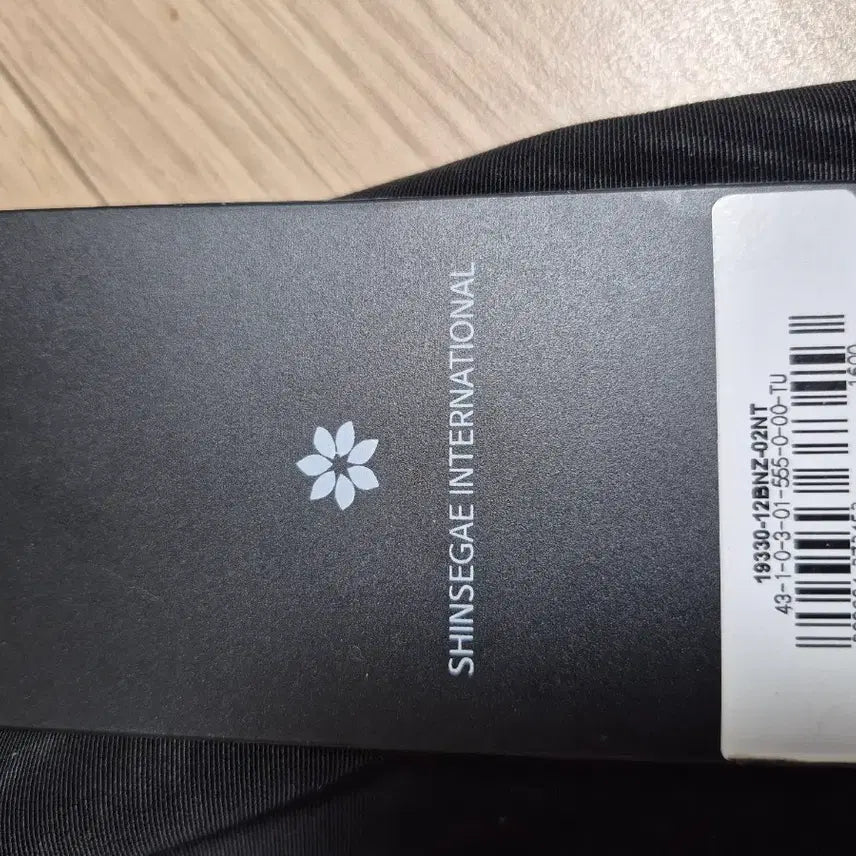 SHINSEGAE INTERNATIONAL
19330-12BNZ-02NT
43-1-0-3-01-555-0-00-TU